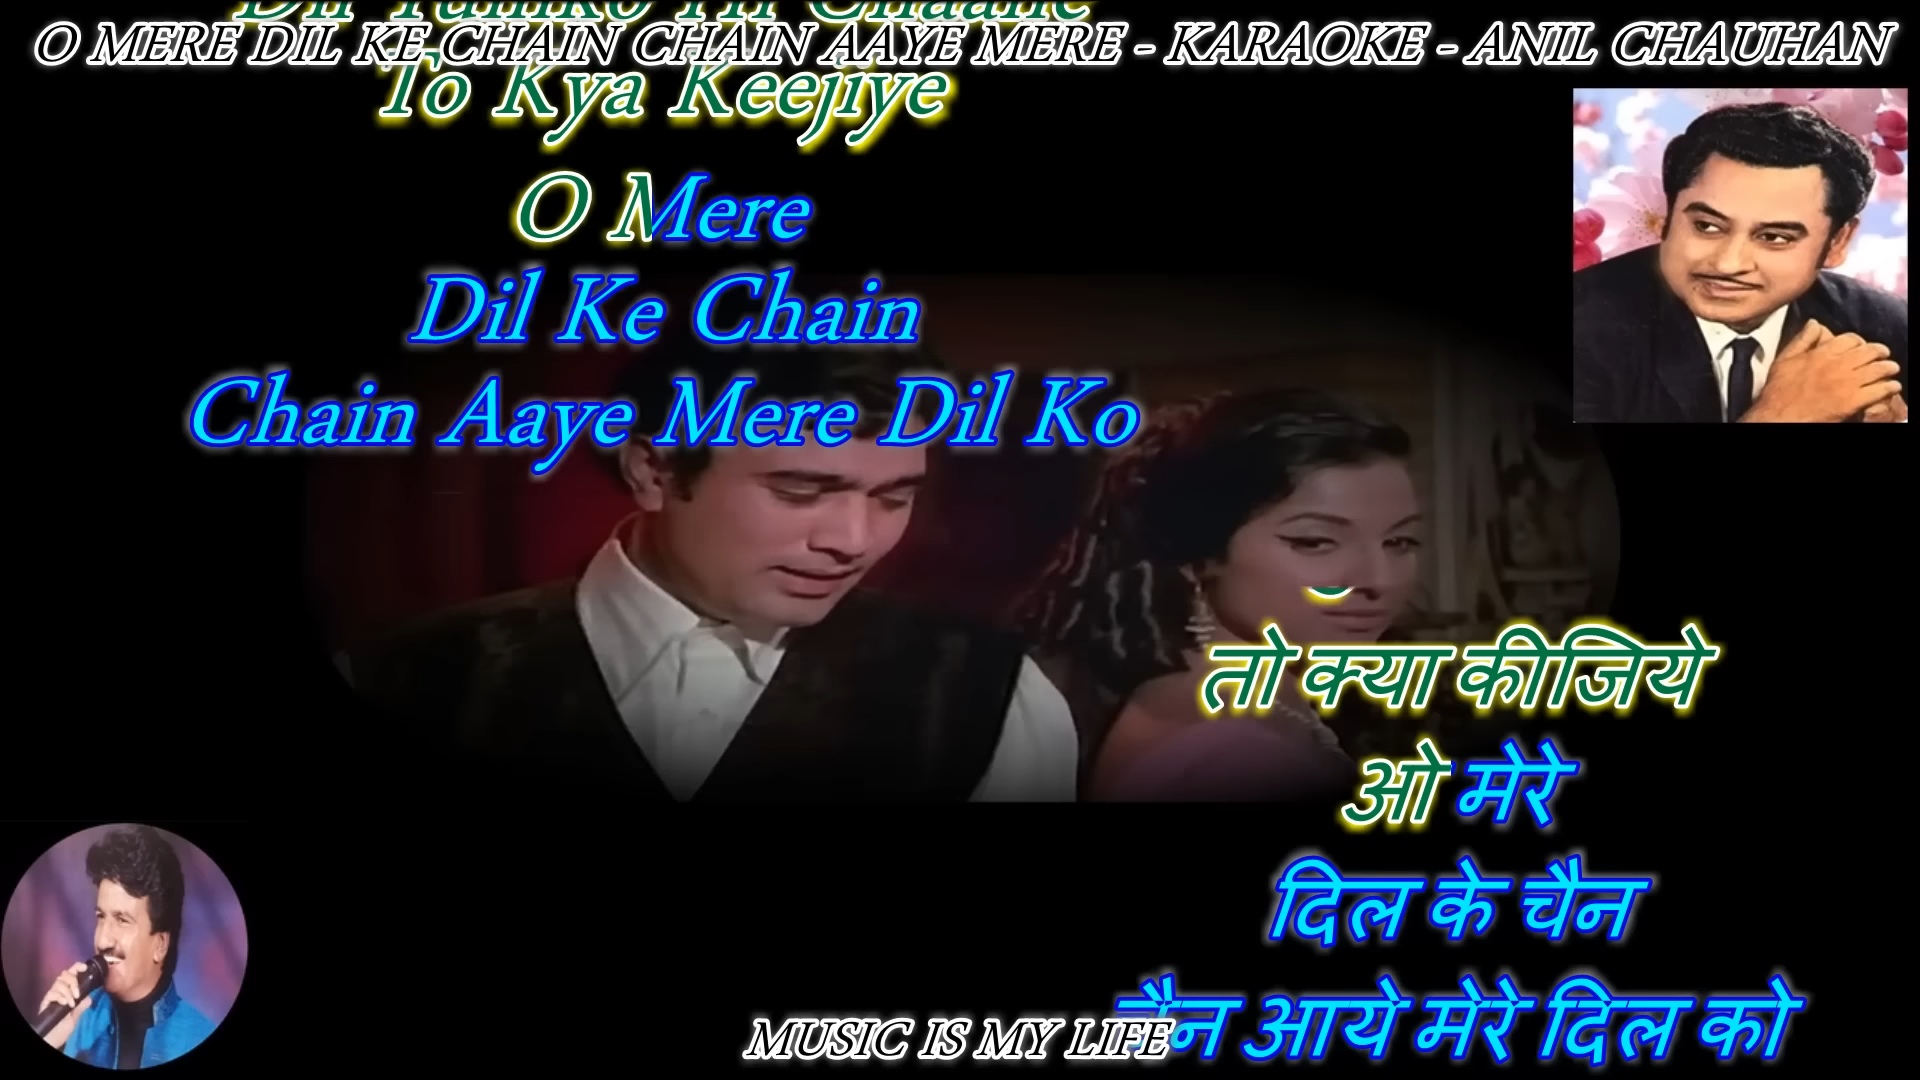 O MERE DIL KE CHAIN CHAIN AAYE MERE - KARAOKE - ANIL CHAUHAN
To Kya Keejiye
O Mere
Dil Ke Chain
Chain Aaye Mere Dil Ko
तो क्या कीजिये
ओ मेरे
दिल के चैन
चैन आये मेरे दिल को
MUSIC IS MY LIFE